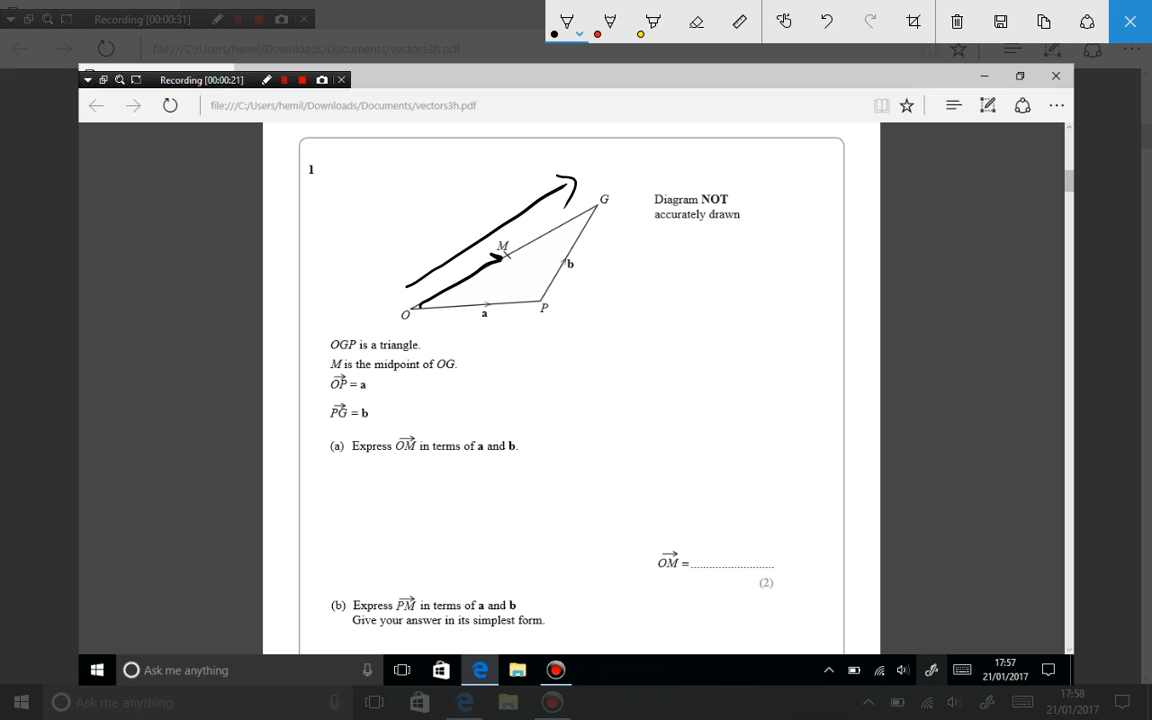 Recording [00:00:31]
file:///C:/Users/hemil/Downloads/Documents/vectors3h.pdf
Recording [00:00:21]
file:///C:/Users/hemil/Downloads/Documents/vectors3h.pdf
1
G
Diagram NOT
accurately drawn
M
b
O
a
P
OGP is a triangle.
M is the midpoint of OG.
OP = a
PG = b
(a) Express OM in terms of a and b.
OM = ..............................
(2)
(b) Express PM in terms of a and b
Give your answer in its simplest form.
Ask me anything
17:57
21/01/2017
Ask me anything
17:58
21/01/2017